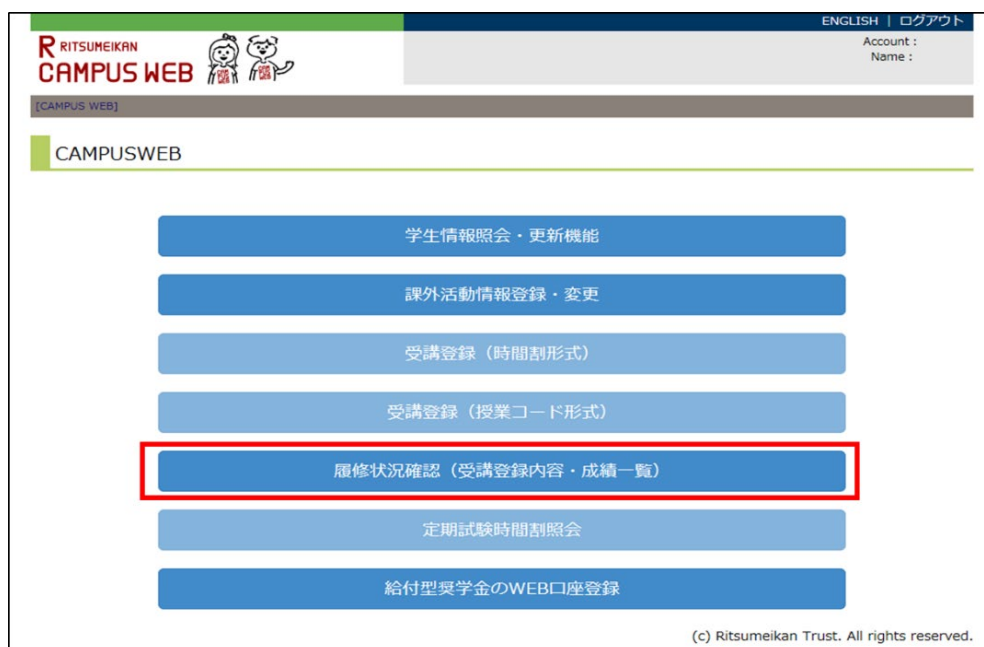 ENGLISH | ログアウト
R RITSUMEIKAN
CAMPUS WEB
Account :
Name :
[CAMPUS WEB]
CAMPUSWEB
学生情報照会・更新機能
課外活動情報登録・変更
受講登録（時間割形式）
受講登録（授業コード形式）
履修状況確認（受講登録内容・成績一覧）
定期試験時間割照会
給付型奨学金のWEB口座登録
(c) Ritsumeikan Trust. All rights reserved.